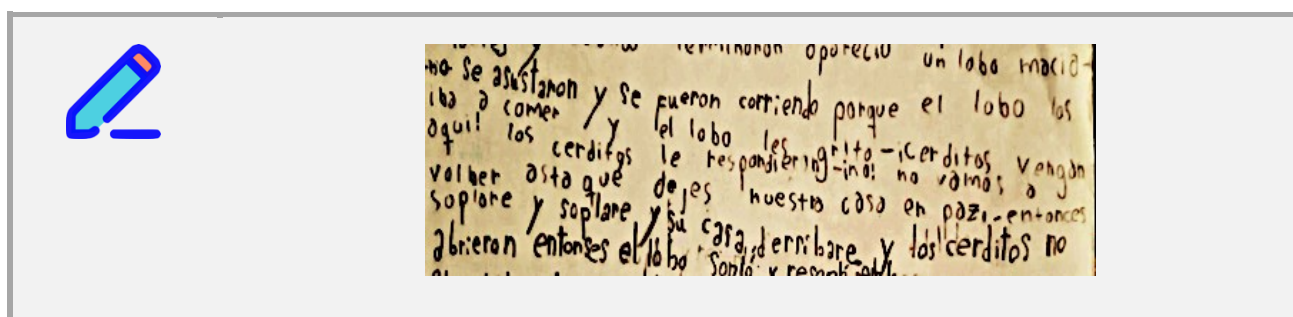 terminaron aparecio un lobo macia-
no se asustaron y se fueron corriendo porque el lobo los
iba a comer y el lobo les grito -¡cerditos vengan
aqui! los cerditos le respondieron -¡no! no vamos a
volber asta que dejes nuestra casa en paz!.-entonces
soplare y soplare y su casa derribare y los cerditos no
abrieron entonses el lobo soplo y